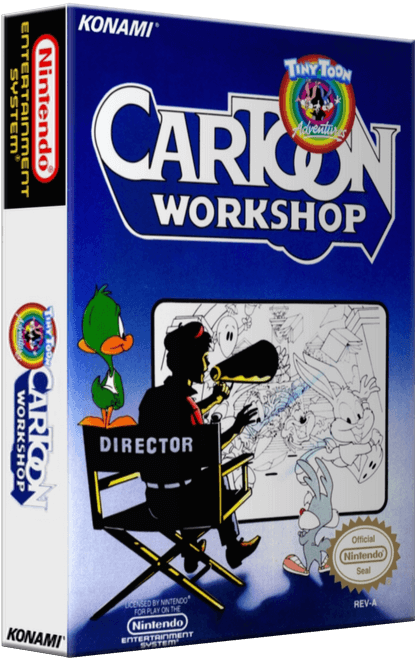 KONAMI®
TINY TOON
Adventures
CARTOON
WORKSHOP
DIRECTOR
Official
Nintendo
Seal
REV-A
LICENSED BY NINTENDO®
FOR PLAY ON THE
Nintendo
ENTERTAINMENT
SYSTEM®
Nintendo®
ENTERTAINMENT
SYSTEM®
TINY TOON
Adventures
CARTOON
WORKSHOP
KONAMI®